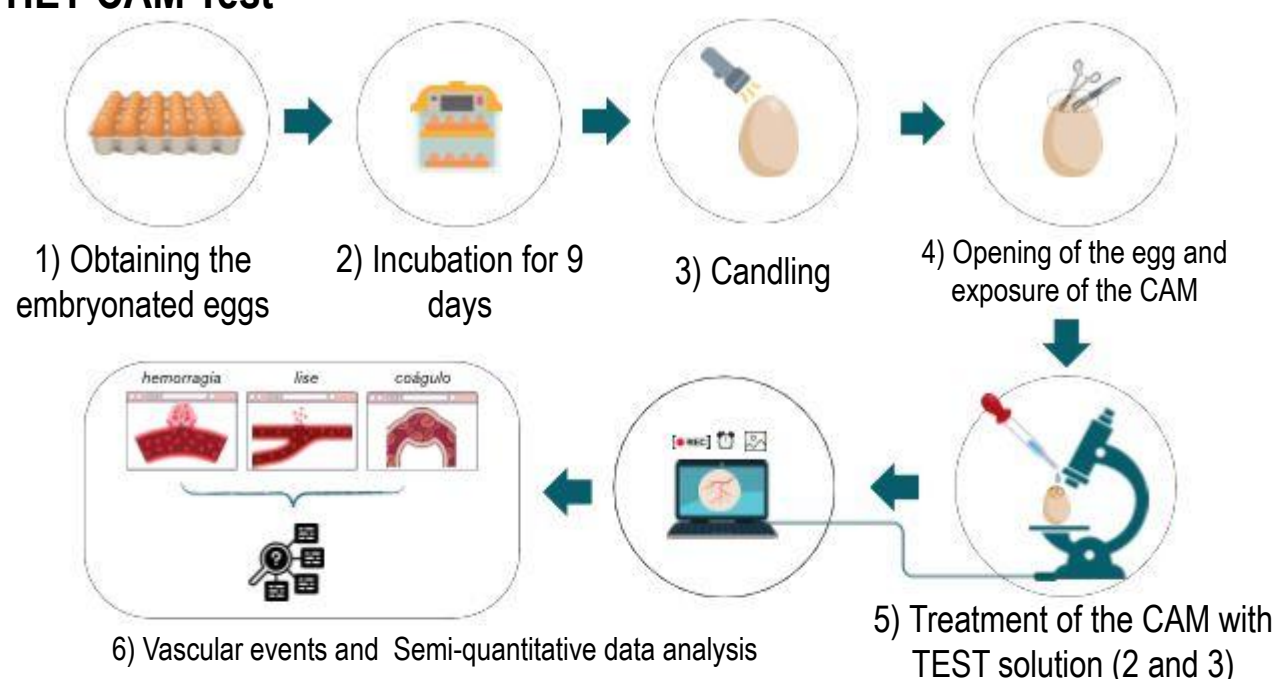 HET CAM Test
1) Obtaining the
embryonated eggs
2) Incubation for 9
days
3) Candling
4) Opening of the egg and
exposure of the CAM
hemorragía
lise
coágulo
[● REC]
?
6) Vascular events and Semi-quantitative data analysis
5) Treatment of the CAM with
TEST solution (2 and 3)